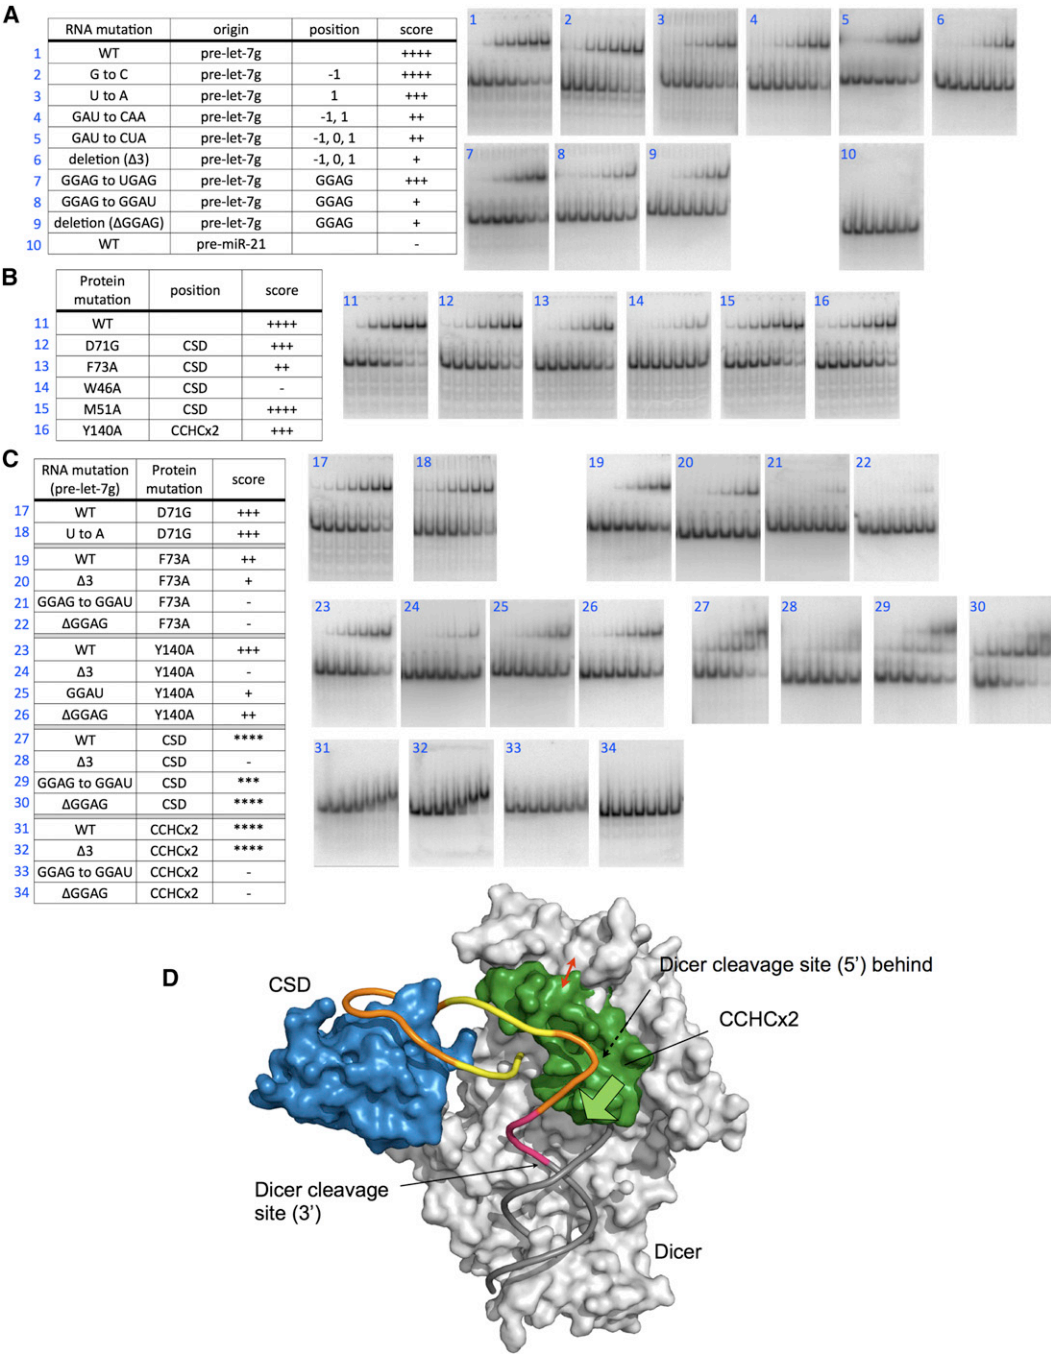 A
RNA mutation origin position score
1 WT pre-let-7g ++++
2 G to C pre-let-7g -1 ++++
3 U to A pre-let-7g 1 +++
4 GAU to CAA pre-let-7g -1, 1 ++
5 GAU to CUA pre-let-7g -1, 0, 1 ++
6 deletion (Δ3) pre-let-7g -1, 0, 1 +
7 GGAG to UGAG pre-let-7g GGAG +++
8 GGAG to GGAU pre-let-7g GGAG +
9 deletion (ΔGGAG) pre-let-7g GGAG +
10 WT pre-miR-21 -
1 2 3 4 5 6
7 8 9 10
B
Protein mutation position score
11 WT ++++
12 D71G CSD +++
13 F73A CSD ++
14 W46A CSD -
15 M51A CSD ++++
16 Y140A CCHCx2 +++
11 12 13 14 15 16
C
RNA mutation (pre-let-7g) Protein mutation score
17 WT D71G +++
18 U to A D71G +++
19 WT F73A ++
20 Δ3 F73A +
21 GGAG to GGAU F73A -
22 ΔGGAG F73A -
23 WT Y140A +++
24 Δ3 Y140A -
25 GGAU Y140A +
26 ΔGGAG Y140A ++
27 WT CSD ****
28 Δ3 CSD -
29 GGAG to GGAU CSD ***
30 ΔGGAG CSD ****
31 WT CCHCx2 ****
32 Δ3 CCHCx2 ****
33 GGAG to GGAU CCHCx2 -
34 ΔGGAG CCHCx2 -
17 18 19 20 21 22
23 24 25 26 27 28 29 30
31 32 33 34
D
CSD
Dicer cleavage site (5') behind
CCHCx2
Dicer cleavage
site (3')
Dicer